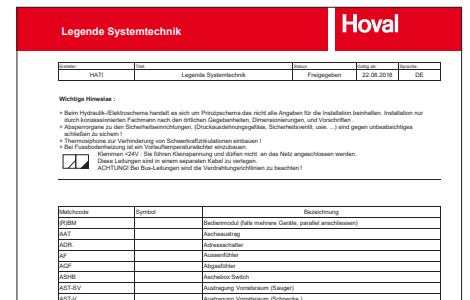 Legende Systemtechnik
Hoval
Ersteller: Titel: Status: Gültig ab: Sprache:
HATI Legende Systemtechnik Freigegeben 22.08.2018 DE
Wichtige Hinweise :
+ Beim Hydraulik-/Elektroschema handelt es sich um Prinzipschema das nicht alle Angaben für die Installation beinhalten. Installation nur
durch konzessionierten Fachmann nach den örtlichen Gegebenheiten, Dimensionierungen, und Vorschriften .
+ Absperrorgane zu den Sicherheitseinrichtungen, (Druckausdehnungsgefäss, Sicherheitsventil, usw. ...) sind gegen unbeabsichtiges
schließen zu sichern !
+ Thermosiphone zur Verhinderung von Schwerkraftzirkulationen einbauen !
+ Bei Fussbodenheizung ist ein Vorlauftemperaturwächter einzubauen.
Klemmen <24V : Sie führen Kleinspannung und dürfen nicht an das Netz angeschlossen werden.
Diese Leitungen sind in einem separaten Kabel zu verlegen.
ACHTUNG! Bei Bus-Leitungen sind die Verdrahtungsrichtlinien zu beachten !
Matchcode Symbol Bezeichnung
(R)BM Bedienmodul (falls mehrere Geräte, parallel anschliessen)
AAT Ascheaustrag
ADR. Adressschalter
AF Aussenfühler
AGF Abgasfühler
ASHB Aschebox Switch
AST-SV Austragung Vorratsraum (Sauger)
AST-V Austragung Vorratsraum (Schnecke )